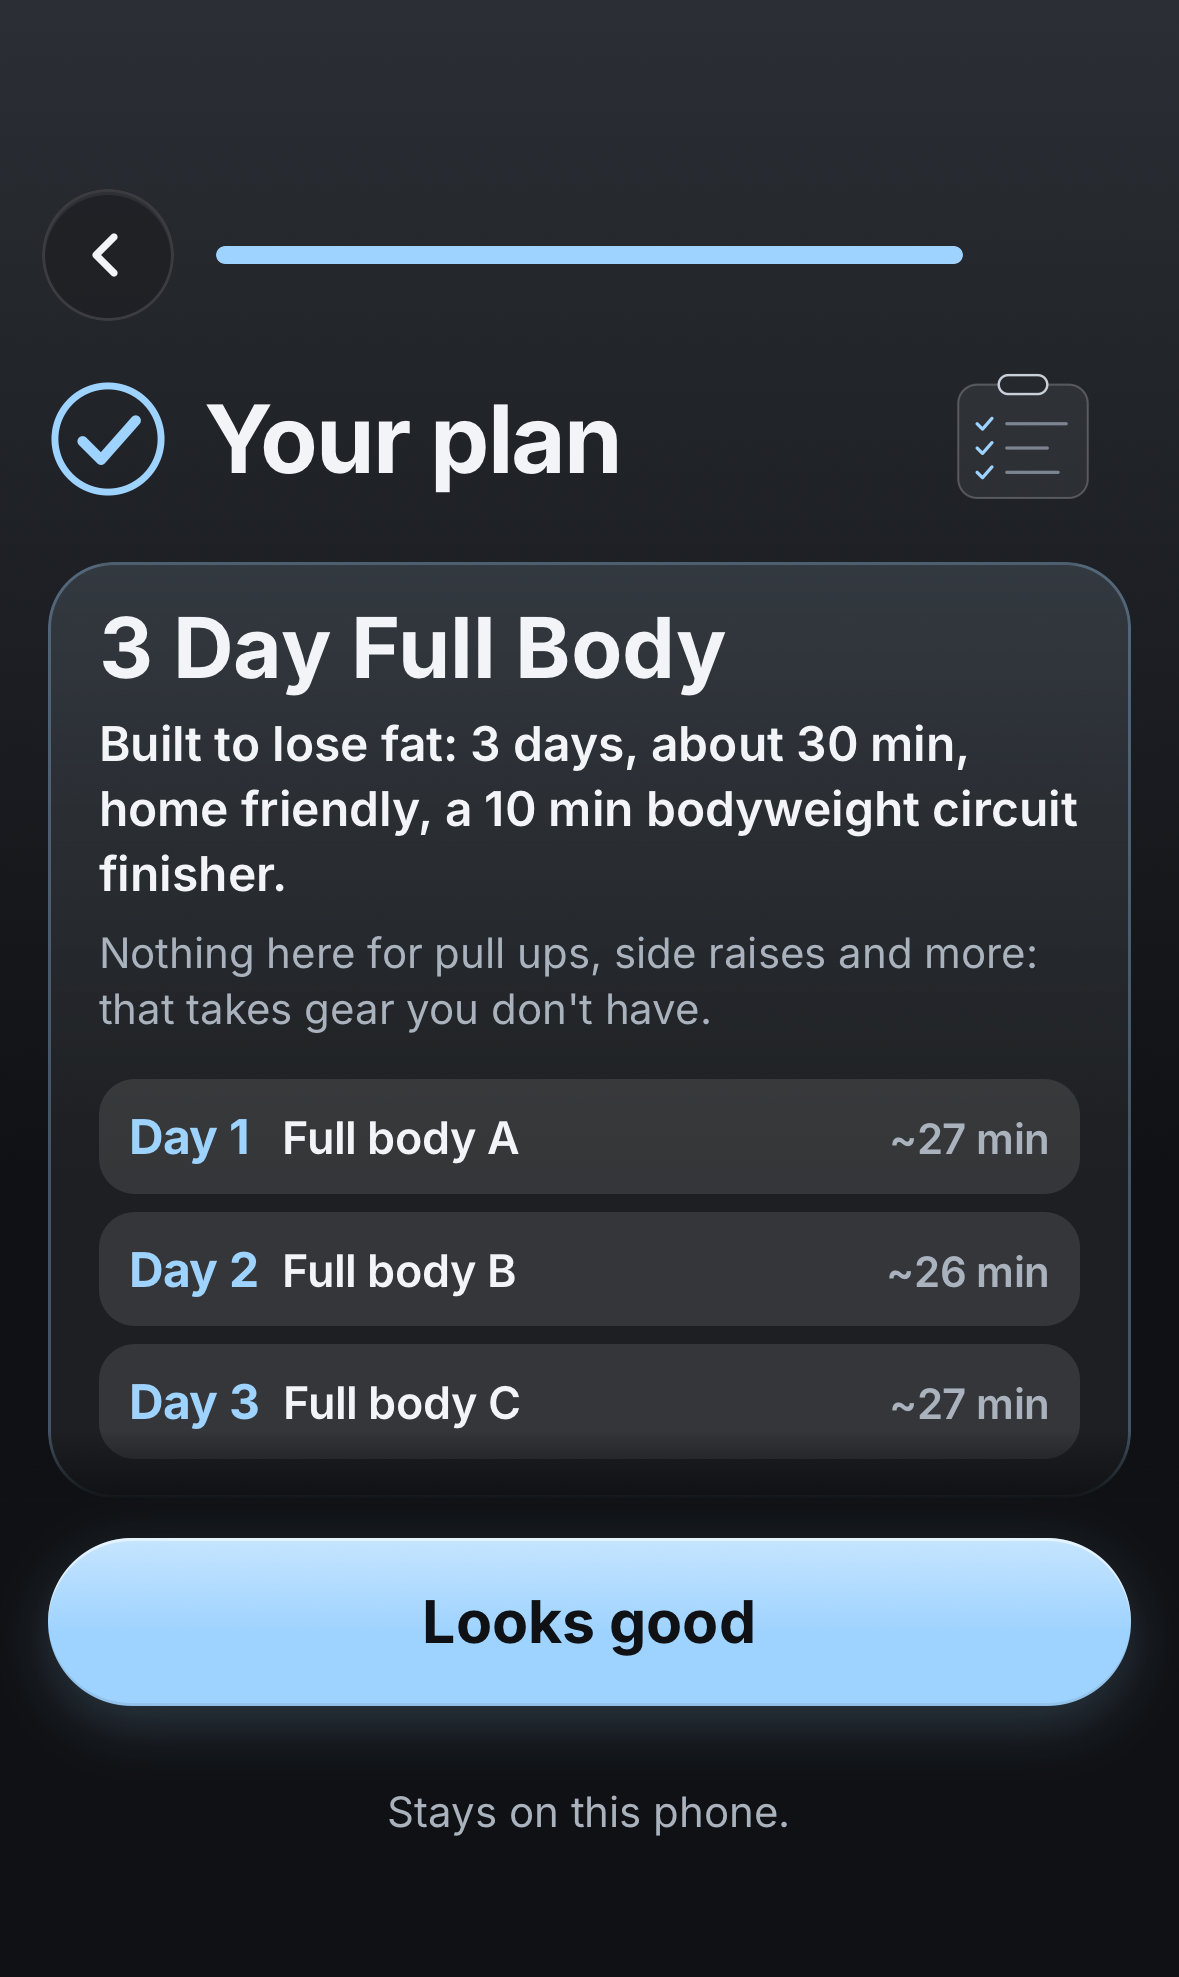 Your plan
3 Day Full Body
Built to lose fat: 3 days, about 30 min,
home friendly, a 10 min bodyweight circuit
finisher.
Nothing here for pull ups, side raises and more:
that takes gear you don't have.
Day 1 Full body A ~27 min
Day 2 Full body B ~26 min
Day 3 Full body C ~27 min
Looks good
Stays on this phone.